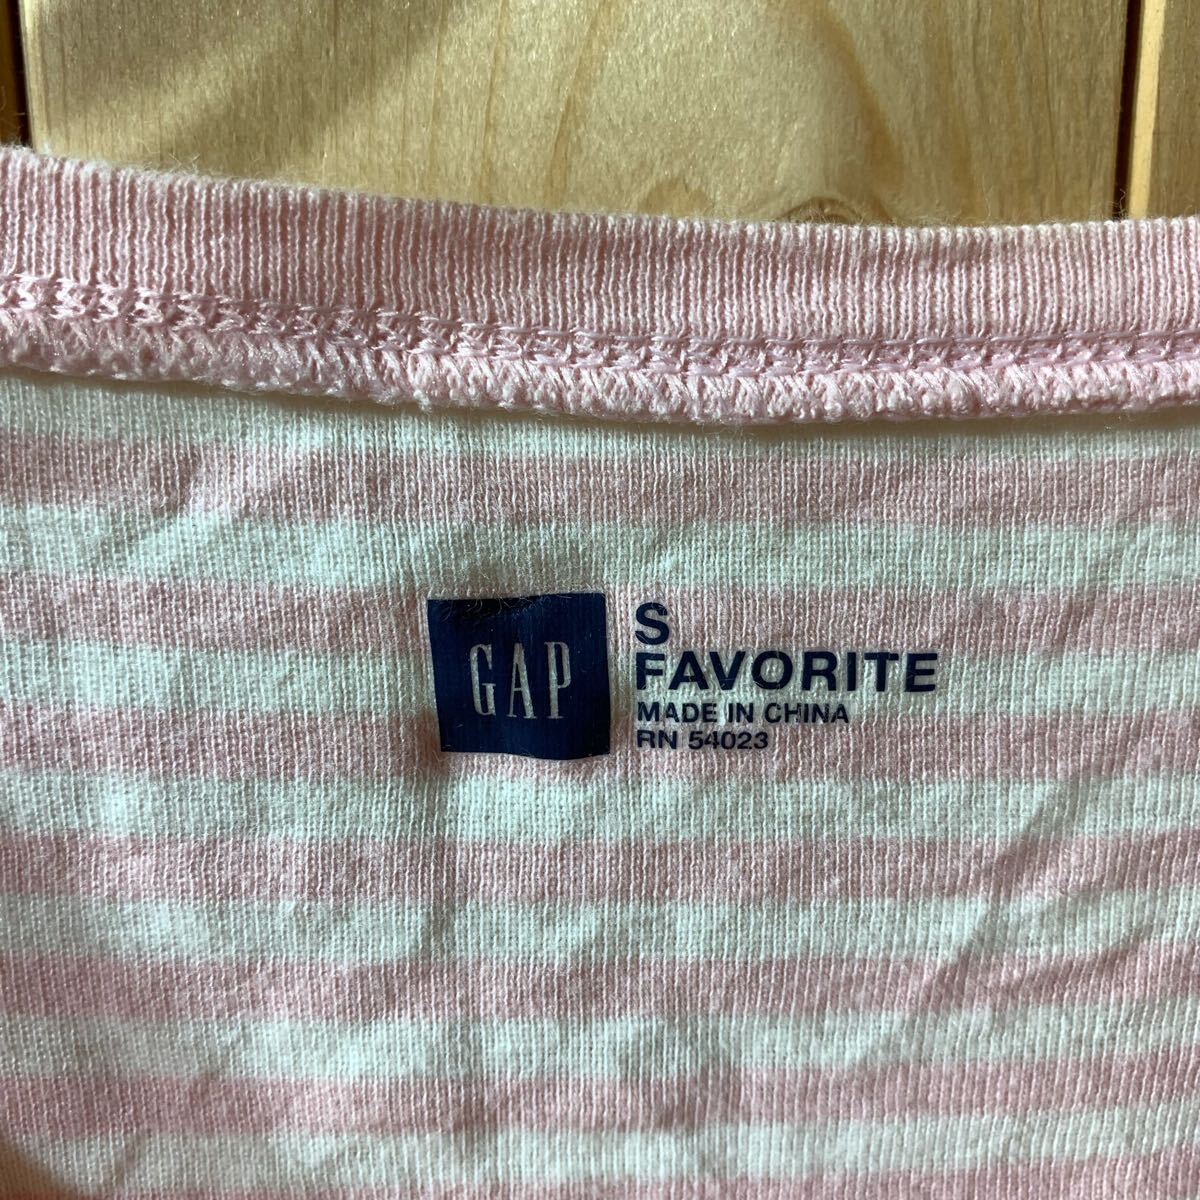 GAP
S
FAVORITE
MADE IN CHINA
RN 54023